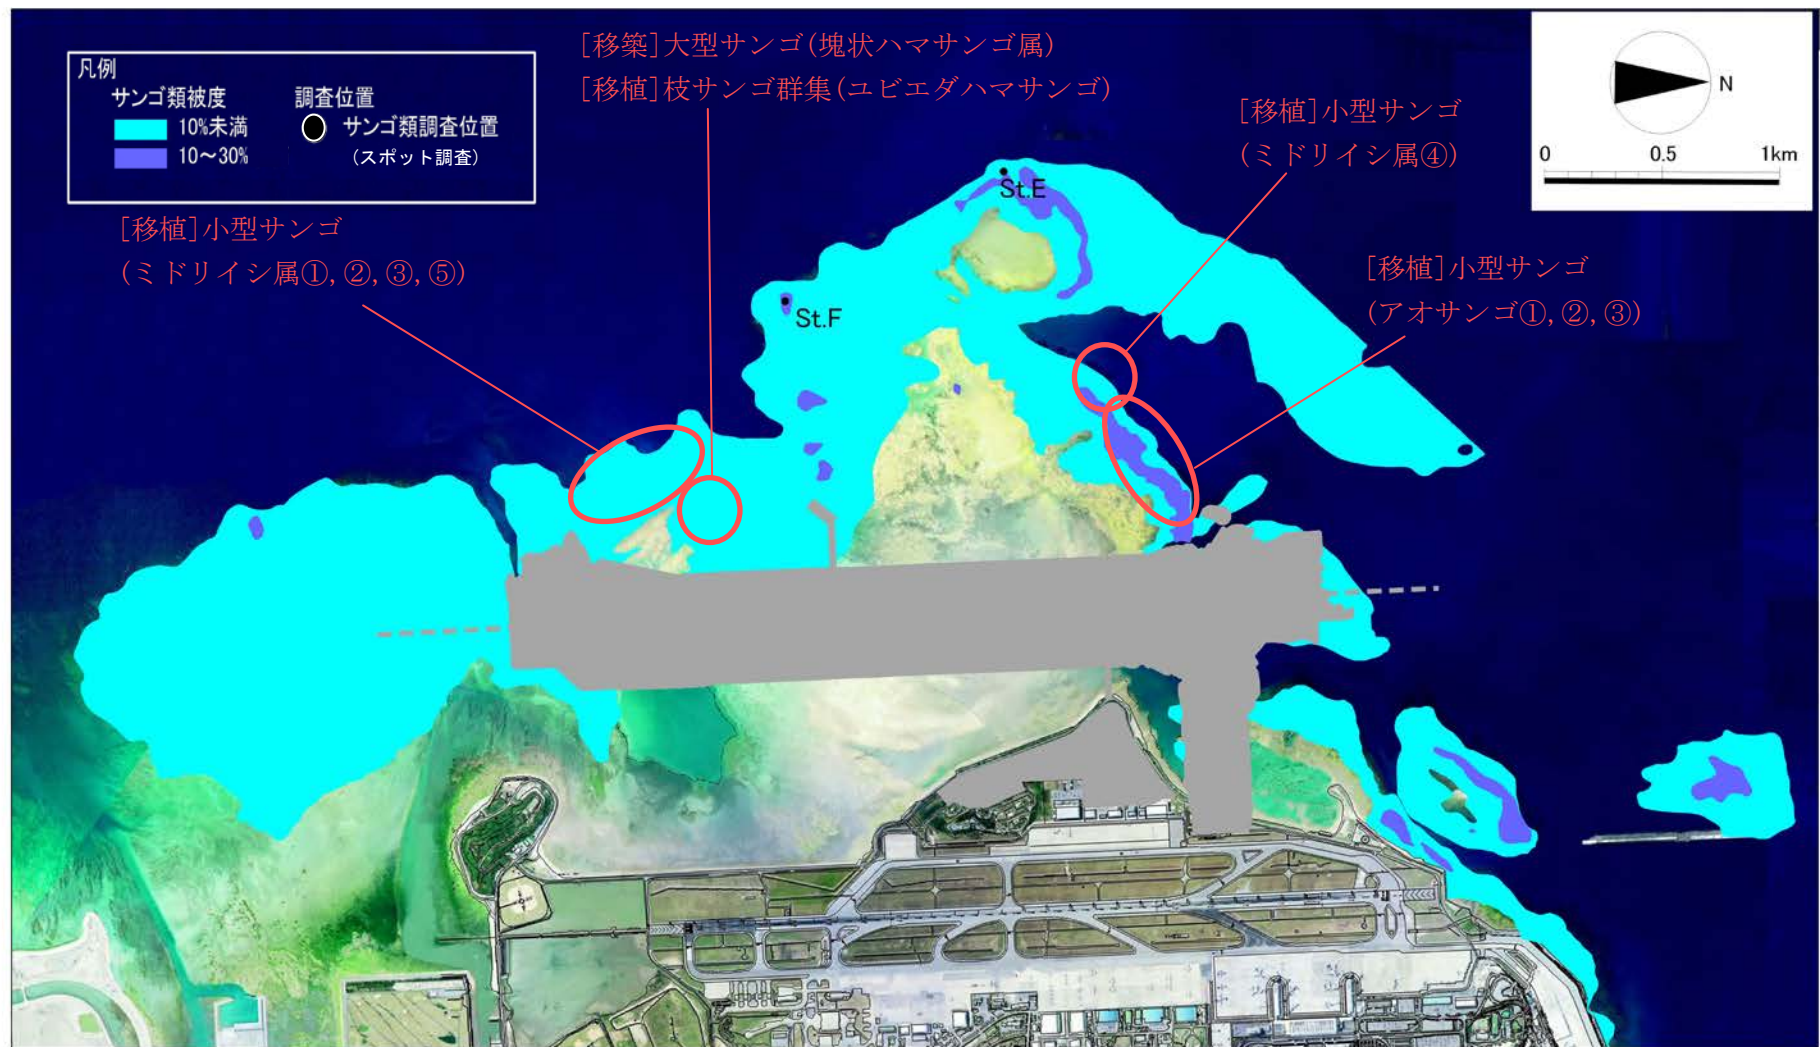 凡例
サンゴ類被度
10%未満
10～30%
調査位置
サンゴ類調査位置
(スポット調査)
[移築]大型サンゴ(塊状ハマサンゴ属)
[移植]枝サンゴ群集(ユビエダハマサンゴ)
[移植]小型サンゴ
(ミドリイシ属④)
N
0 0.5 1km
[移植]小型サンゴ
(ミドリイシ属①, ②, ③, ⑤)
[移植]小型サンゴ
(アオサンゴ①, ②, ③)
St.E
St.F